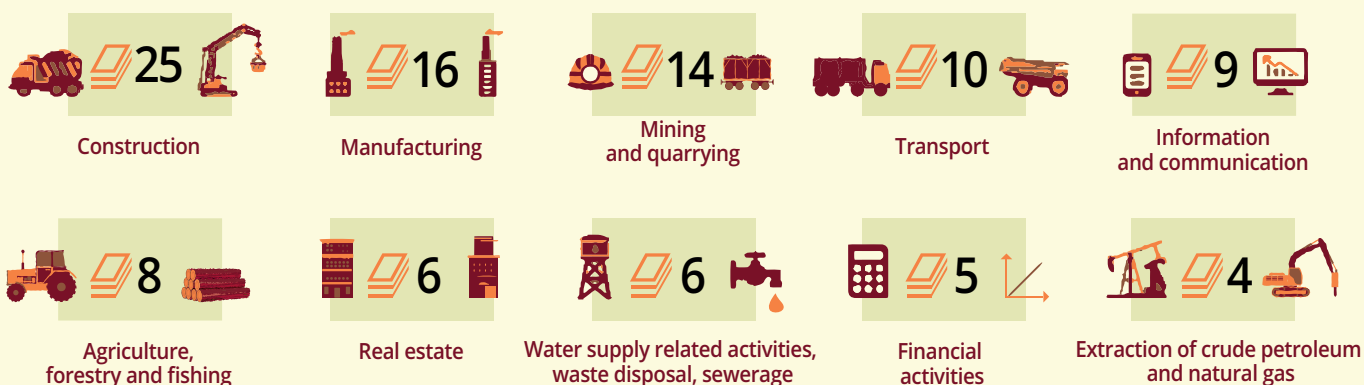 25
16
14
10
9
Construction
Manufacturing
Mining
and quarrying
Transport
Information
and communication
8
6
6
5
4
Agriculture,
forestry and fishing
Real estate
Water supply related activities,
waste disposal, sewerage
Financial
activities
Extraction of crude petroleum
and natural gas